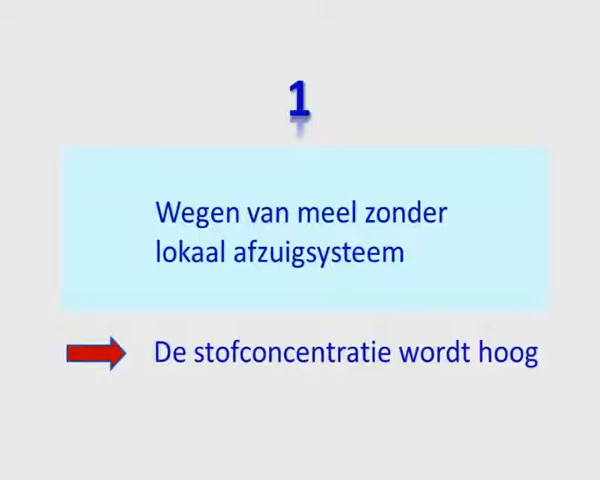 1
Wegen van meel zonder
lokaal afzuigsysteem
De stofconcentratie wordt hoog